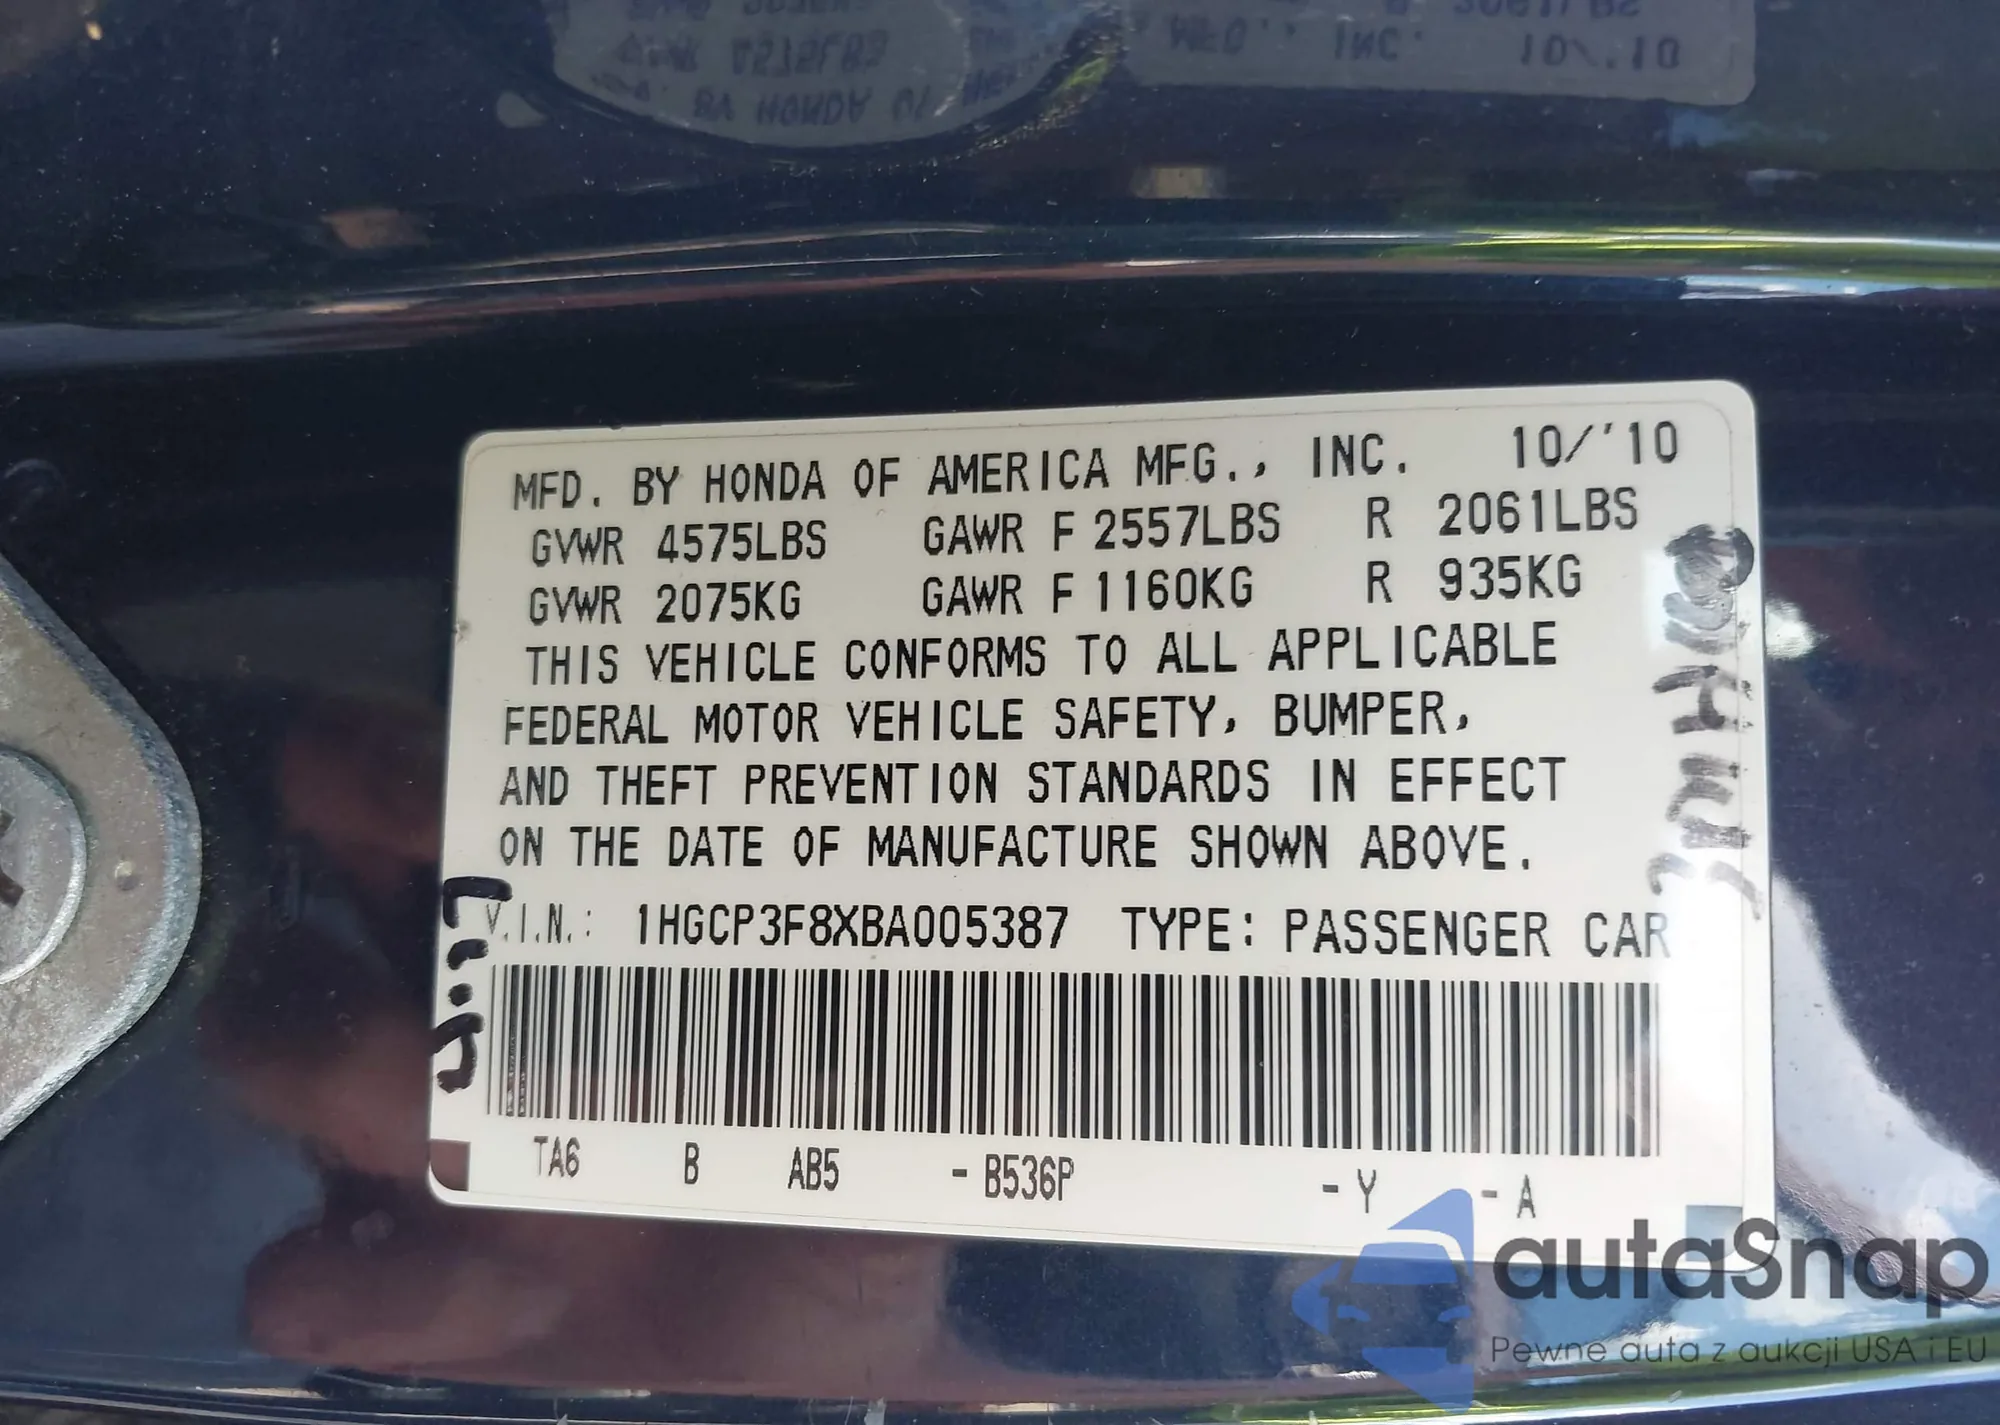 MFD. BY HONDA OF AMERICA MFG., INC. 10/'10
GVWR 4575LBS GAWR F 2557LBS R 2061LBS
GVWR 2075KG GAWR F 1160KG R 935KG
THIS VEHICLE CONFORMS TO ALL APPLICABLE
FEDERAL MOTOR VEHICLE SAFETY, BUMPER,
AND THEFT PREVENTION STANDARDS IN EFFECT
ON THE DATE OF MANUFACTURE SHOWN ABOVE.
V.I.N.: 1HGCP3F8XBA005387 TYPE: PASSENGER CAR
TA6 B AB5 - B536P - Y - A
autaSnap
Pewne auta z aukcji USA i EU